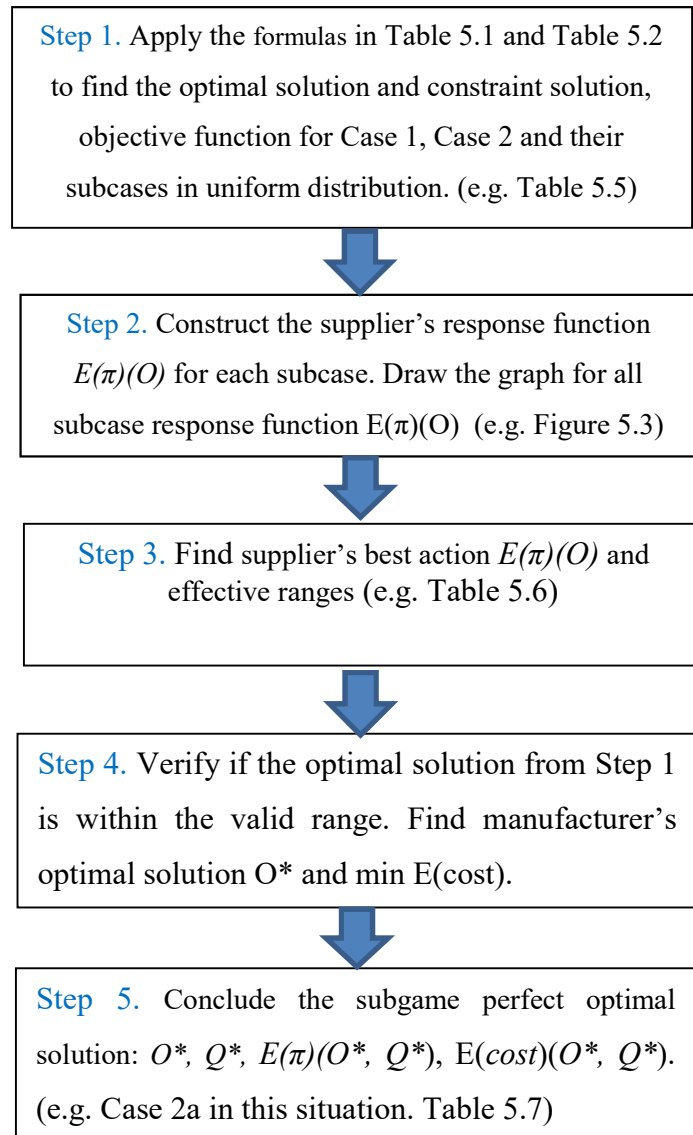 Step 1. Apply the formulas in Table 5.1 and Table 5.2
to find the optimal solution and constraint solution,
objective function for Case 1, Case 2 and their
subcases in uniform distribution. (e.g. Table 5.5)
Step 2. Construct the supplier's response function
E(π)(O) for each subcase. Draw the graph for all
subcase response function E(π)(O) (e.g. Figure 5.3)
Step 3. Find supplier's best action E(π)(O) and
effective ranges (e.g. Table 5.6)
Step 4. Verify if the optimal solution from Step 1
is within the valid range. Find manufacturer's
optimal solution O* and min E(cost).
Step 5. Conclude the subgame perfect optimal
solution: O*, Q*, E(π)(O*, Q*), E(cost)(O*, Q*).
(e.g. Case 2a in this situation. Table 5.7)